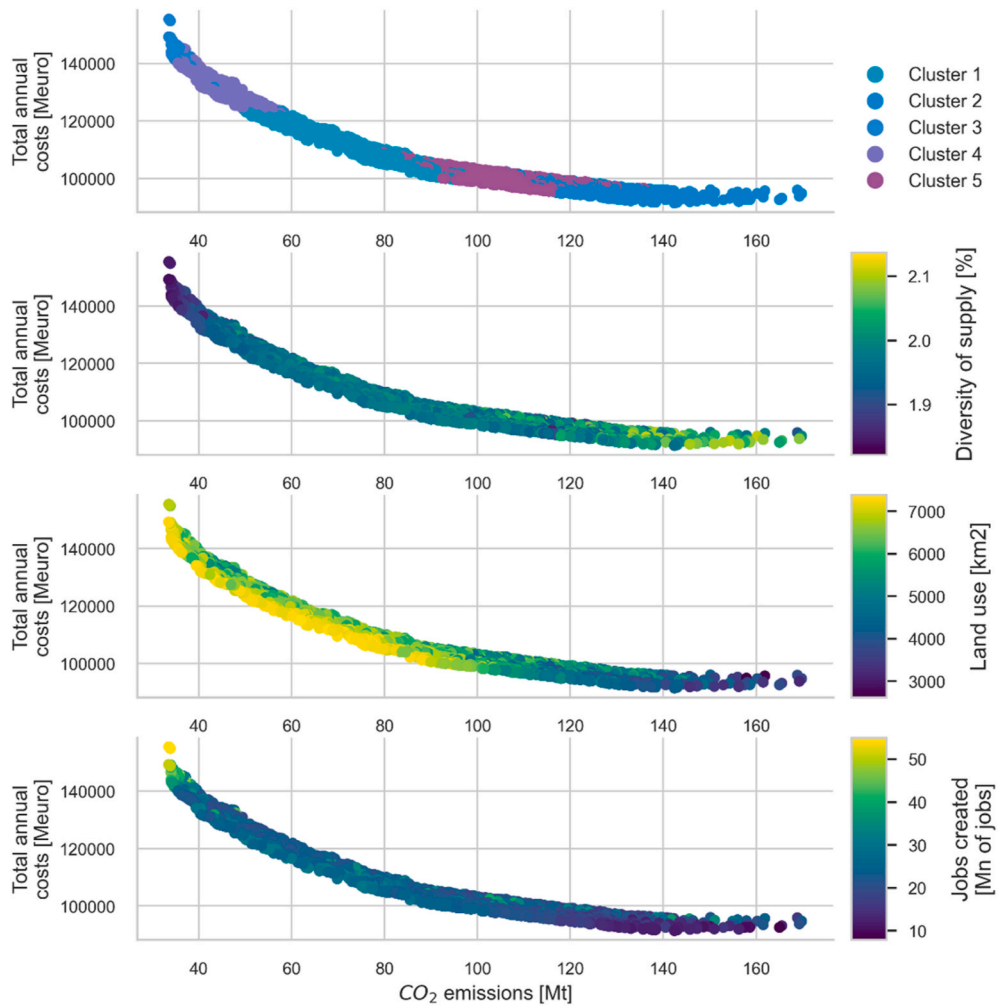 Total annual
costs [Meuro]
140000
120000
100000
40 60 80 100 120 140 160
Cluster 1
Cluster 2
Cluster 3
Cluster 4
Cluster 5
Total annual
costs [Meuro]
140000
120000
100000
40 60 80 100 120 140 160
2.1
2.0
1.9
Diversity of supply [%]
Total annual
costs [Meuro]
140000
120000
100000
40 60 80 100 120 140 160
7000
6000
5000
4000
3000
Land use [km2]
Total annual
costs [Meuro]
140000
120000
100000
40 60 80 100 120 140 160
CO₂ emissions [Mt]
50
40
30
20
10
Jobs created
[Mn of jobs]